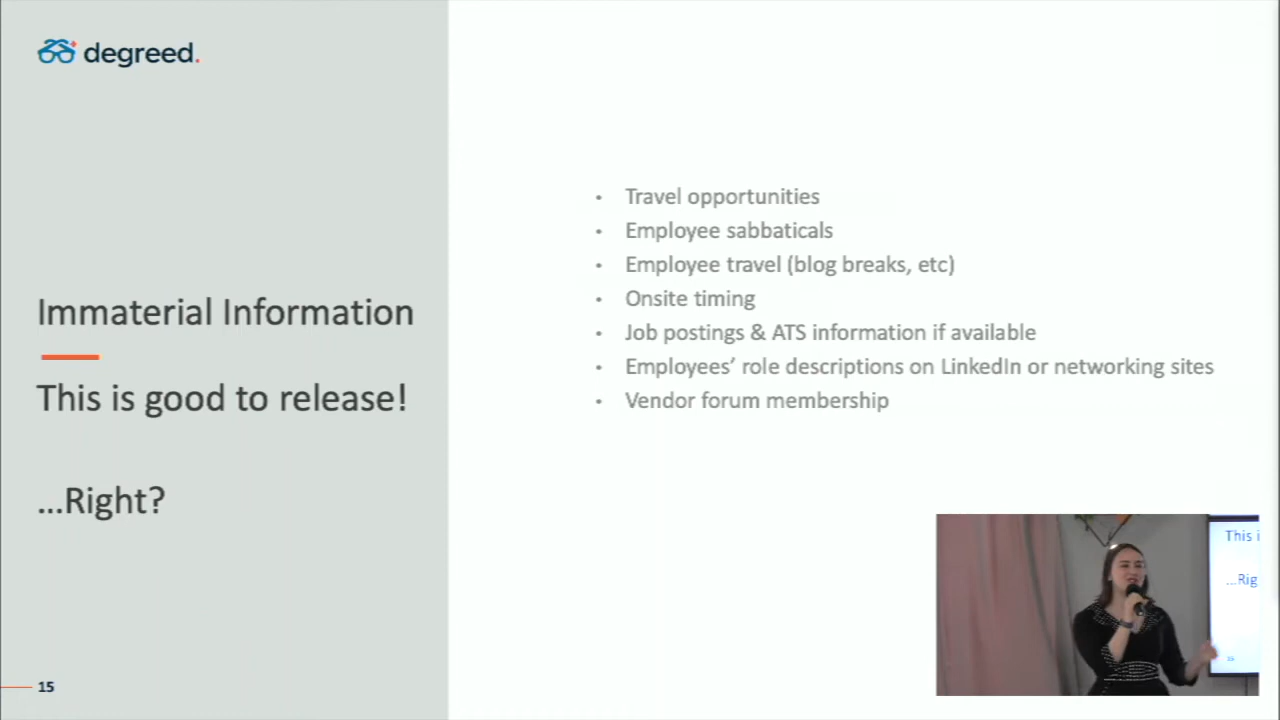 degreed.
Immaterial Information
This is good to release!
...Right?
• Travel opportunities
• Employee sabbaticals
• Employee travel (blog breaks, etc)
• Onsite timing
• Job postings & ATS information if available
• Employees’ role descriptions on LinkedIn or networking sites
• Vendor forum membership
This i
...Rig
15